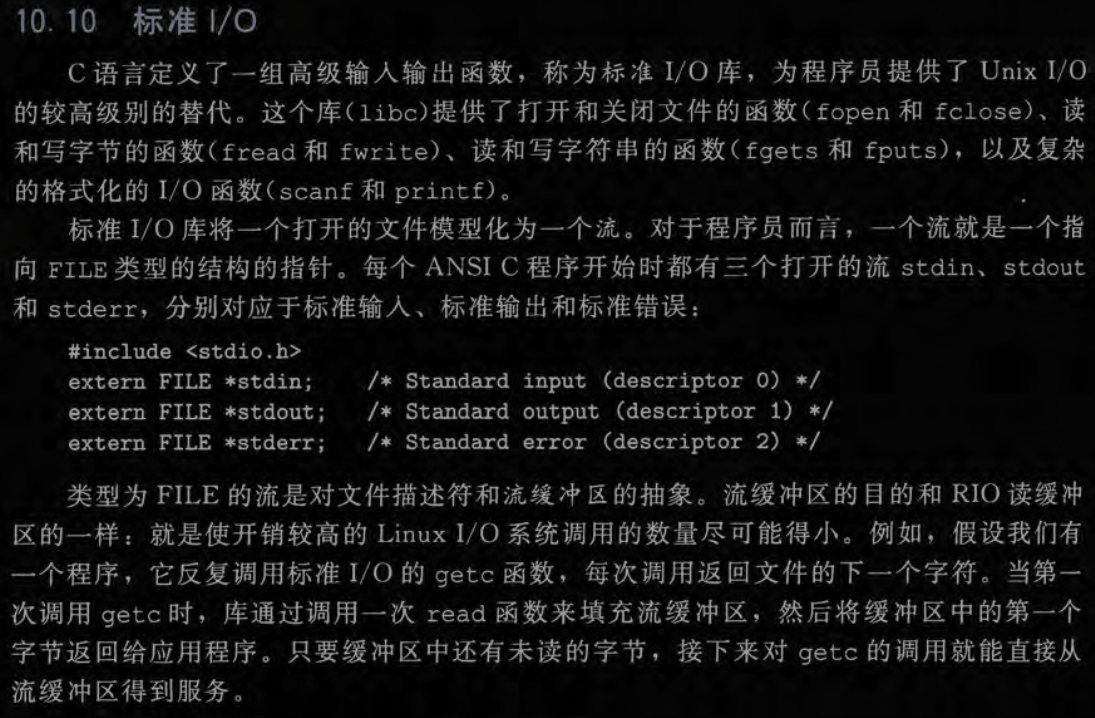 10.10 标准 I/O
C 语言定义了一组高级输入输出函数，称为标准 I/O 库，为程序员提供了 Unix I/O
的较高级别的替代。这个库(libc)提供了打开和关闭文件的函数(fopen 和 fclose)、读
和写字节的函数(fread 和 fwrite)、读和写字符串的函数(fgets 和 fputs)，以及复杂
的格式化的 I/O 函数(scanf 和 printf)。
标准 I/O 库将一个打开的文件模型化为一个流。对于程序员而言，一个流就是一个指
向 FILE 类型的结构的指针。每个 ANSI C 程序开始时都有三个打开的流 stdin、stdout
和 stderr，分别对应于标准输入、标准输出和标准错误：
#include <stdio.h>
extern FILE *stdin; /* Standard input (descriptor 0) */
extern FILE *stdout; /* Standard output (descriptor 1) */
extern FILE *stderr; /* Standard error (descriptor 2) */
类型为 FILE 的流是对文件描述符和流缓冲区的抽象。流缓冲区的目的和 RIO 读缓冲
区的一样：就是使开销较高的 Linux I/O 系统调用的数量尽可能得小。例如，假设我们有
一个程序，它反复调用标准 I/O 的 getc 函数，每次调用返回文件的下一个字符。当第一
次调用 getc 时，库通过调用一次 read 函数来填充流缓冲区，然后将缓冲区中的第一个
字节返回给应用程序。只要缓冲区中还有未读的字节，接下来对 getc 的调用就能直接从
流缓冲区得到服务。